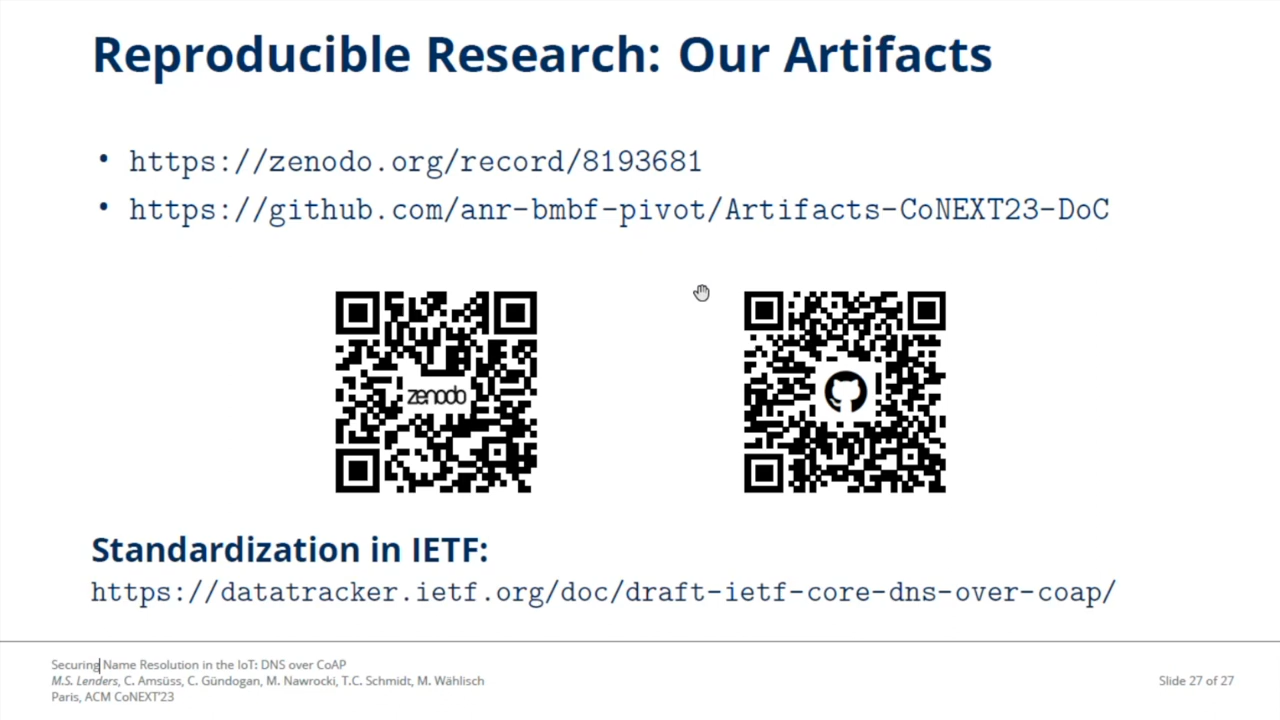 Reproducible Research: Our Artifacts
• https://zenodo.org/record/8193681
• https://github.com/anr-bmbf-pivot/Artifacts-CoNEXT23-DoC
zenodo
Standardization in IETF:
https://datatracker.ietf.org/doc/draft-ietf-core-dns-over-coap/
Securing Name Resolution in the IoT: DNS over CoAP
M.S. Lenders, C. Amsüss, C. Gündogan, M. Nawrocki, T.C. Schmidt, M. Wählisch
Paris, ACM CoNEXT'23
Slide 27 of 27